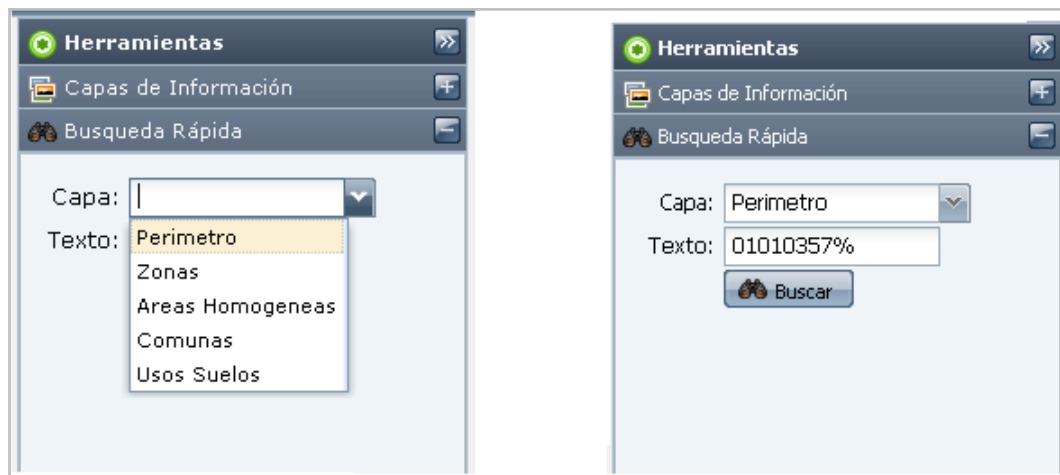 Herramientas
Capas de Información
Busqueda Rápida
Capa:
Texto:
Perimetro
Zonas
Areas Homogeneas
Comunas
Usos Suelos
Herramientas
Capas de Información
Busqueda Rápida
Capa: Perimetro
Texto: 01010357%
Buscar